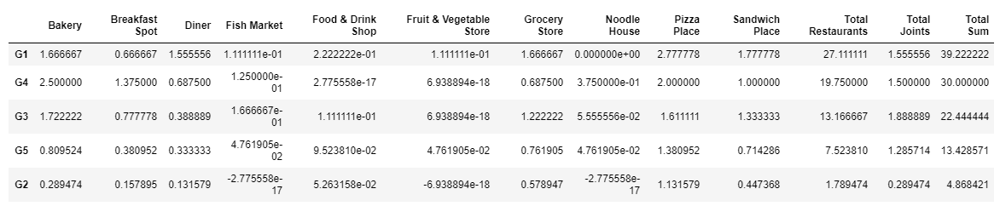 Bakery Breakfast Spot Diner Fish Market Food & Drink Shop Fruit & Vegetable Store Grocery Store Noodle House Pizza Place Sandwich Place Total Restaurants Total Joints Total Sum
G1 1.666667 0.666667 1.555556 1.111111e-01 2.222222e-01 1.111111e-01 1.666667 0.000000e+00 2.777778 1.777778 27.111111 1.555556 39.222222
G4 2.500000 1.375000 0.687500 1.250000e-01 2.775558e-17 6.938894e-18 0.687500 3.750000e-01 2.000000 1.000000 19.750000 1.500000 30.000000
G3 1.722222 0.777778 0.388889 1.666667e-01 1.111111e-01 6.938894e-18 1.222222 5.555556e-02 1.611111 1.333333 13.166667 1.888889 22.444444
G5 0.809524 0.380952 0.333333 4.761905e-02 9.523810e-02 4.761905e-02 0.761905 4.761905e-02 1.380952 0.714286 7.523810 1.285714 13.428571
G2 0.289474 0.157895 0.131579 -2.775558e-17 5.263158e-02 -6.938894e-18 0.578947 -2.775558e-17 1.131579 0.447368 1.789474 0.289474 4.868421